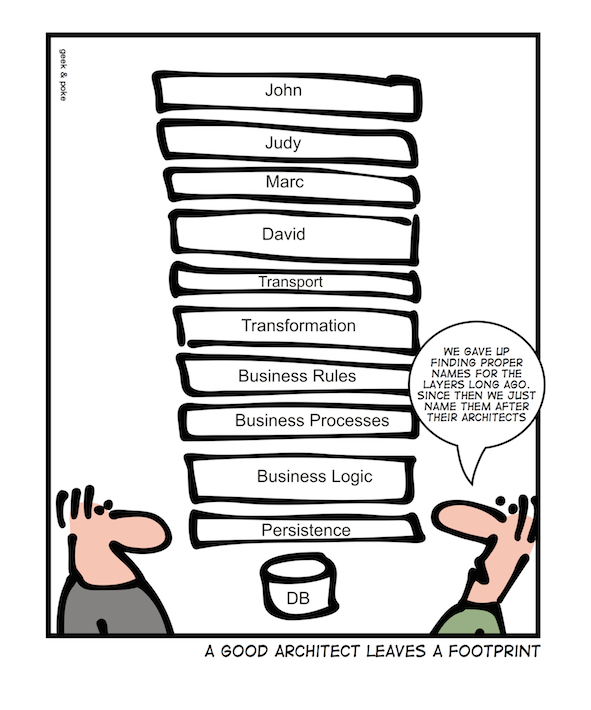 geek & poke
John
Judy
Marc
David
Transport
Transformation
Business Rules
Business Processes
Business Logic
Persistence
DB
WE GAVE UP
FINDING PROPER
NAMES FOR THE
LAYERS LONG AGO.
SINCE THEN WE JUST
NAME THEM AFTER
THEIR ARCHITECTS
A GOOD ARCHITECT LEAVES A FOOTPRINT